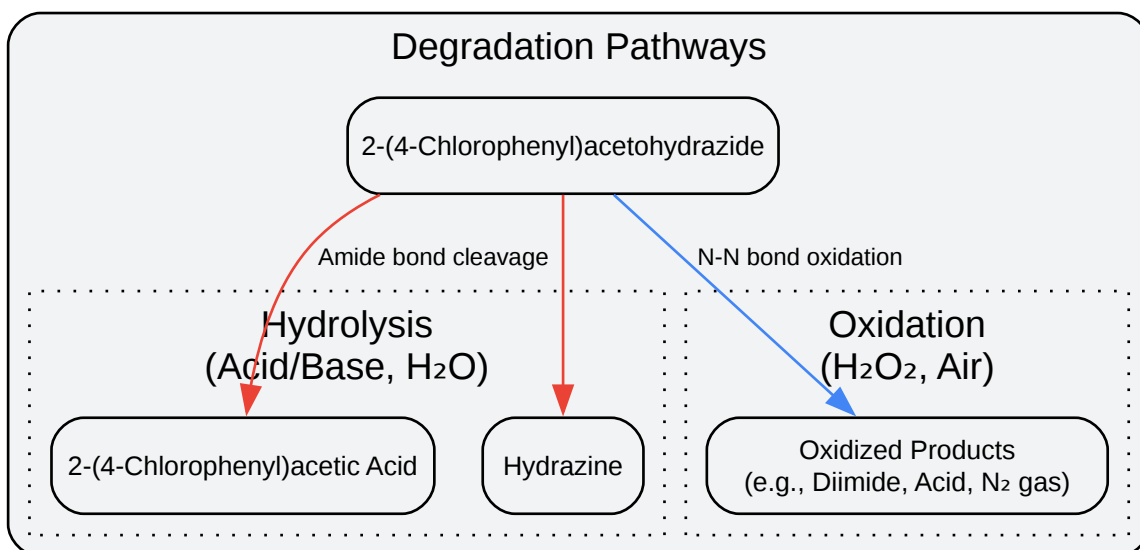 Degradation Pathways
2-(4-Chlorophenyl)acetohydrazide
Amide bond cleavage
N-N bond oxidation
Hydrolysis
(Acid/Base, H₂O)
Oxidation
(H₂O₂, Air)
2-(4-Chlorophenyl)acetic Acid
Hydrazine
Oxidized Products
(e.g., Diimide, Acid, N₂ gas)